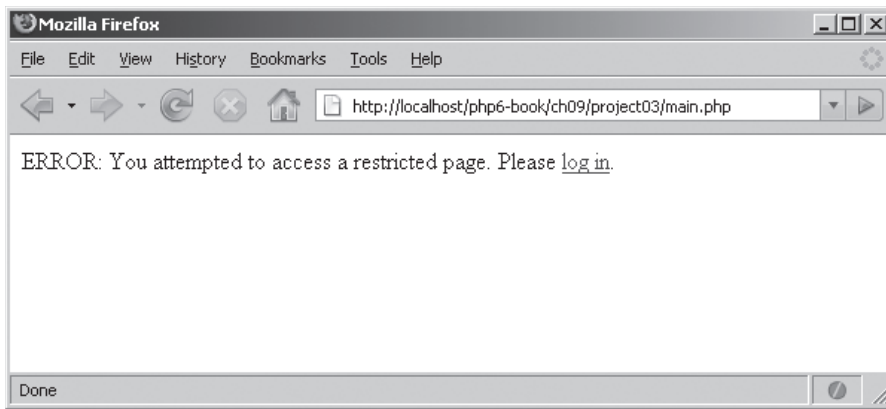 Mozilla Firefox
File Edit View History Bookmarks Tools Help
http://localhost/php6-book/ch09/project03/main.php
ERROR: You attempted to access a restricted page. Please log in.
Done